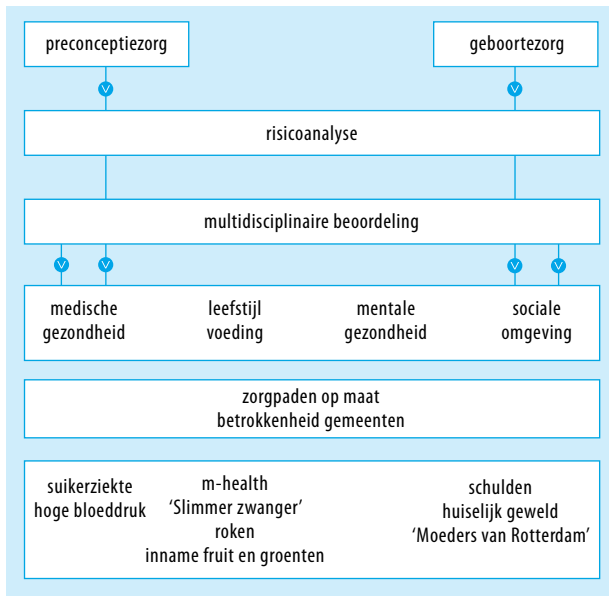 preconceptiezorg
geboortezorg
risicoanalyse
multidisciplinaire beoordeling
medische
gezondheid
leefstijl
voeding
mentale
gezondheid
sociale
omgeving
zorgpaden op maat
betrokkenheid gemeenten
suikerziekte
hoge bloeddruk
m-health
‘Slimmer zwanger’
roken
inname fruit en groenten
schulden
huiselijk geweld
‘Moeders van Rotterdam’